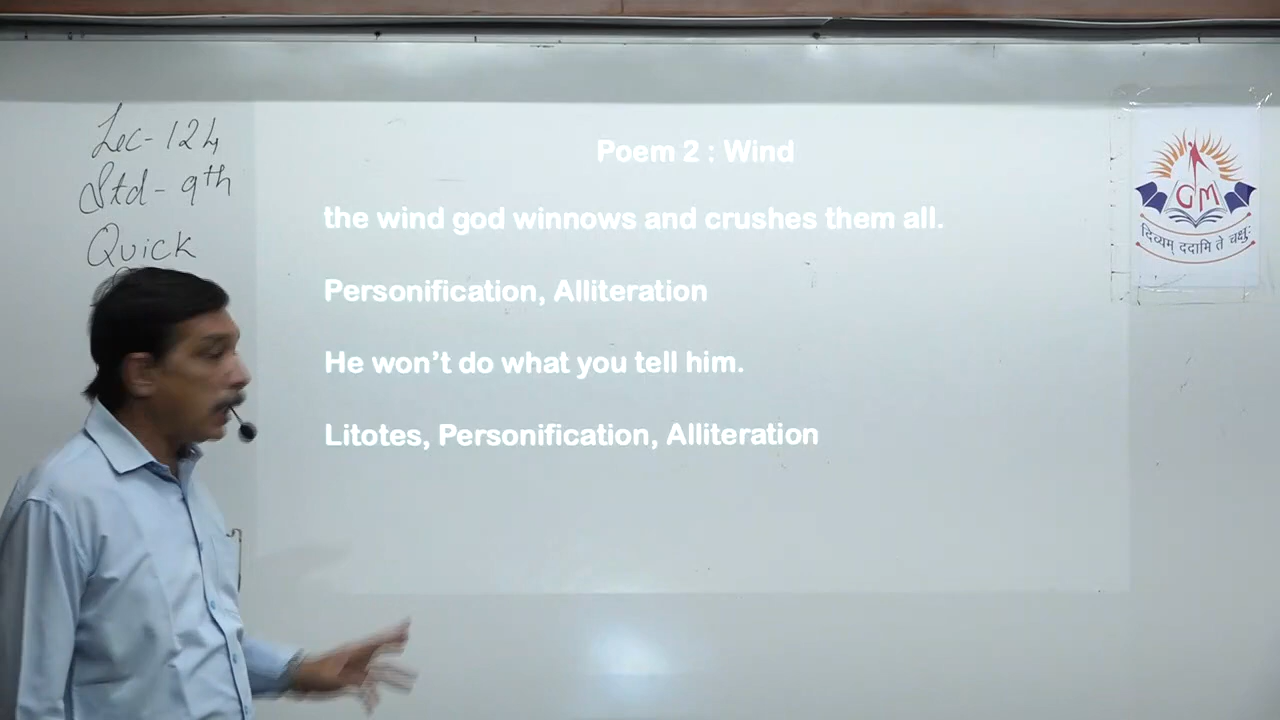 Lec-124
Std-9th
Quick
Poem 2 : Wind
the wind god winnows and crushes them all.
Personification, Alliteration
He won't do what you tell him.
Litotes, Personification, Alliteration
GM
दिव्यम् ददामि ते चक्षुः